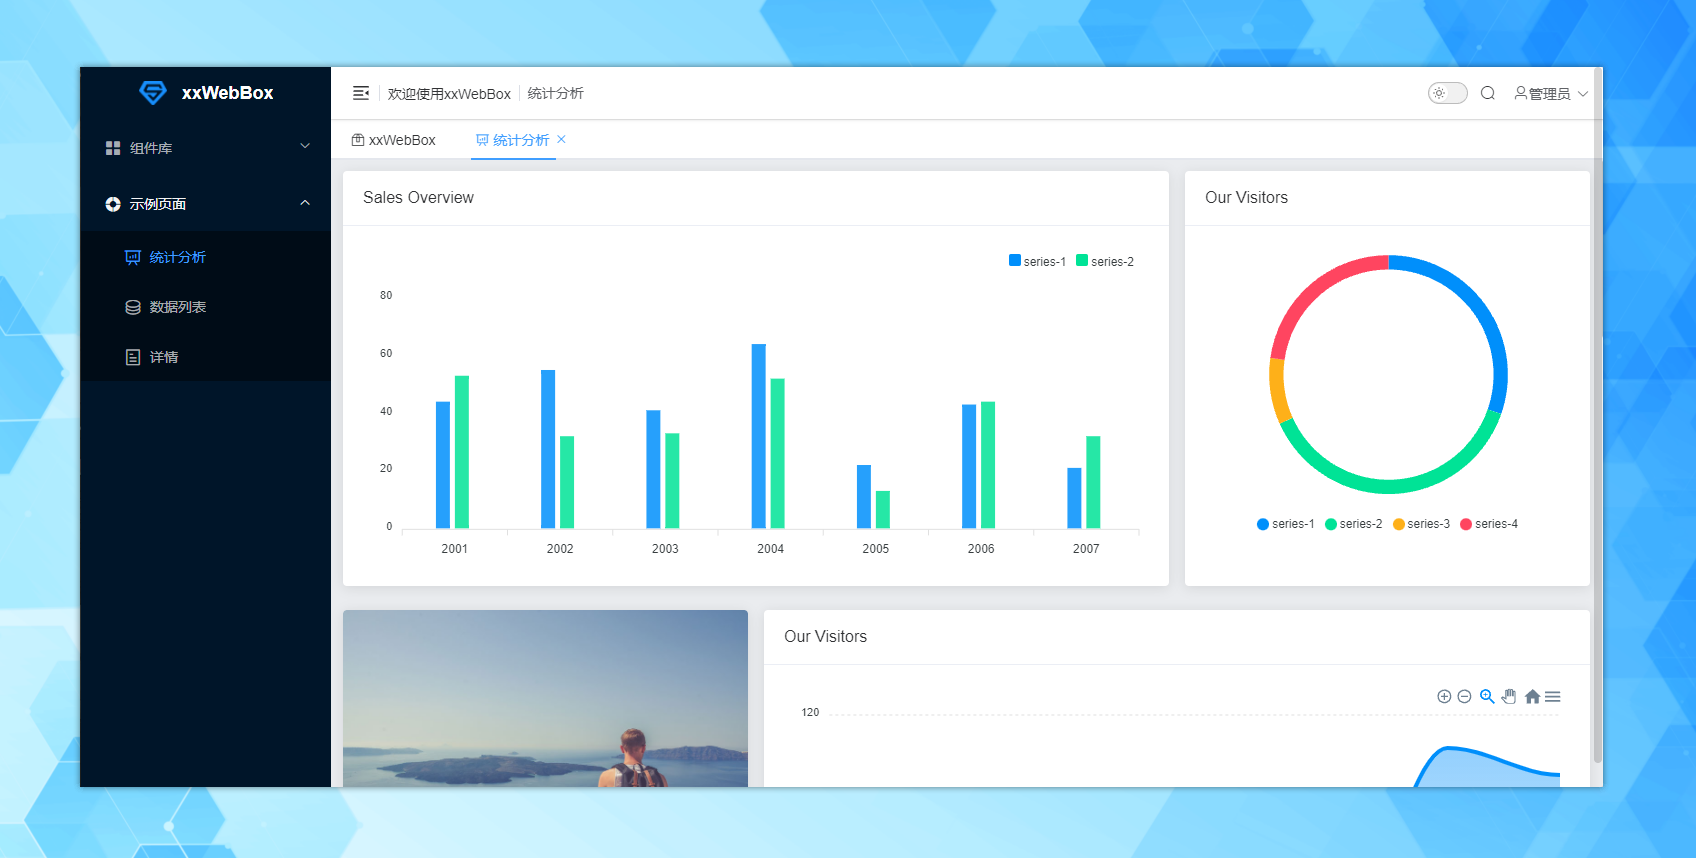 xxWebBox
组件库
示例页面
统计分析
数据列表
详情
欢迎使用xxWebBox
统计分析
管理员
xxWebBox
统计分析
Sales Overview
series-1 series-2
80
60
40
20
0
2001 2002 2003 2004 2005 2006 2007
Our Visitors
series-1 series-2 series-3 series-4
Our Visitors
120